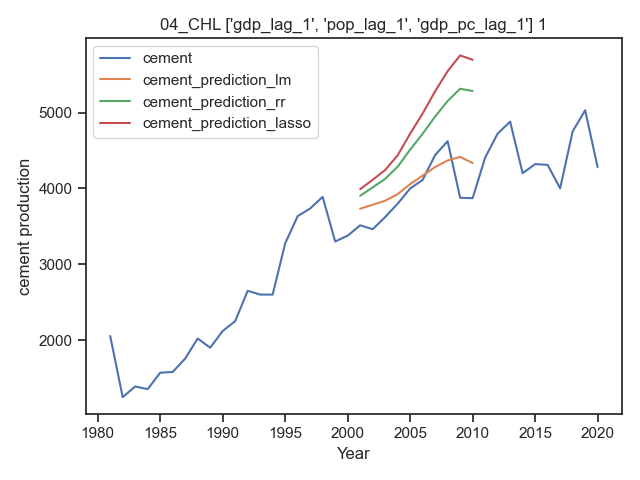 04_CHL ['gdp_lag_1', 'pop_lag_1', 'gdp_pc_lag_1'] 1
cement
cement_prediction_lm
cement_prediction_rr
cement_prediction_lasso
cement production
5000
4000
3000
2000
1980
1985
1990
1995
2000
2005
2010
2015
2020
Year